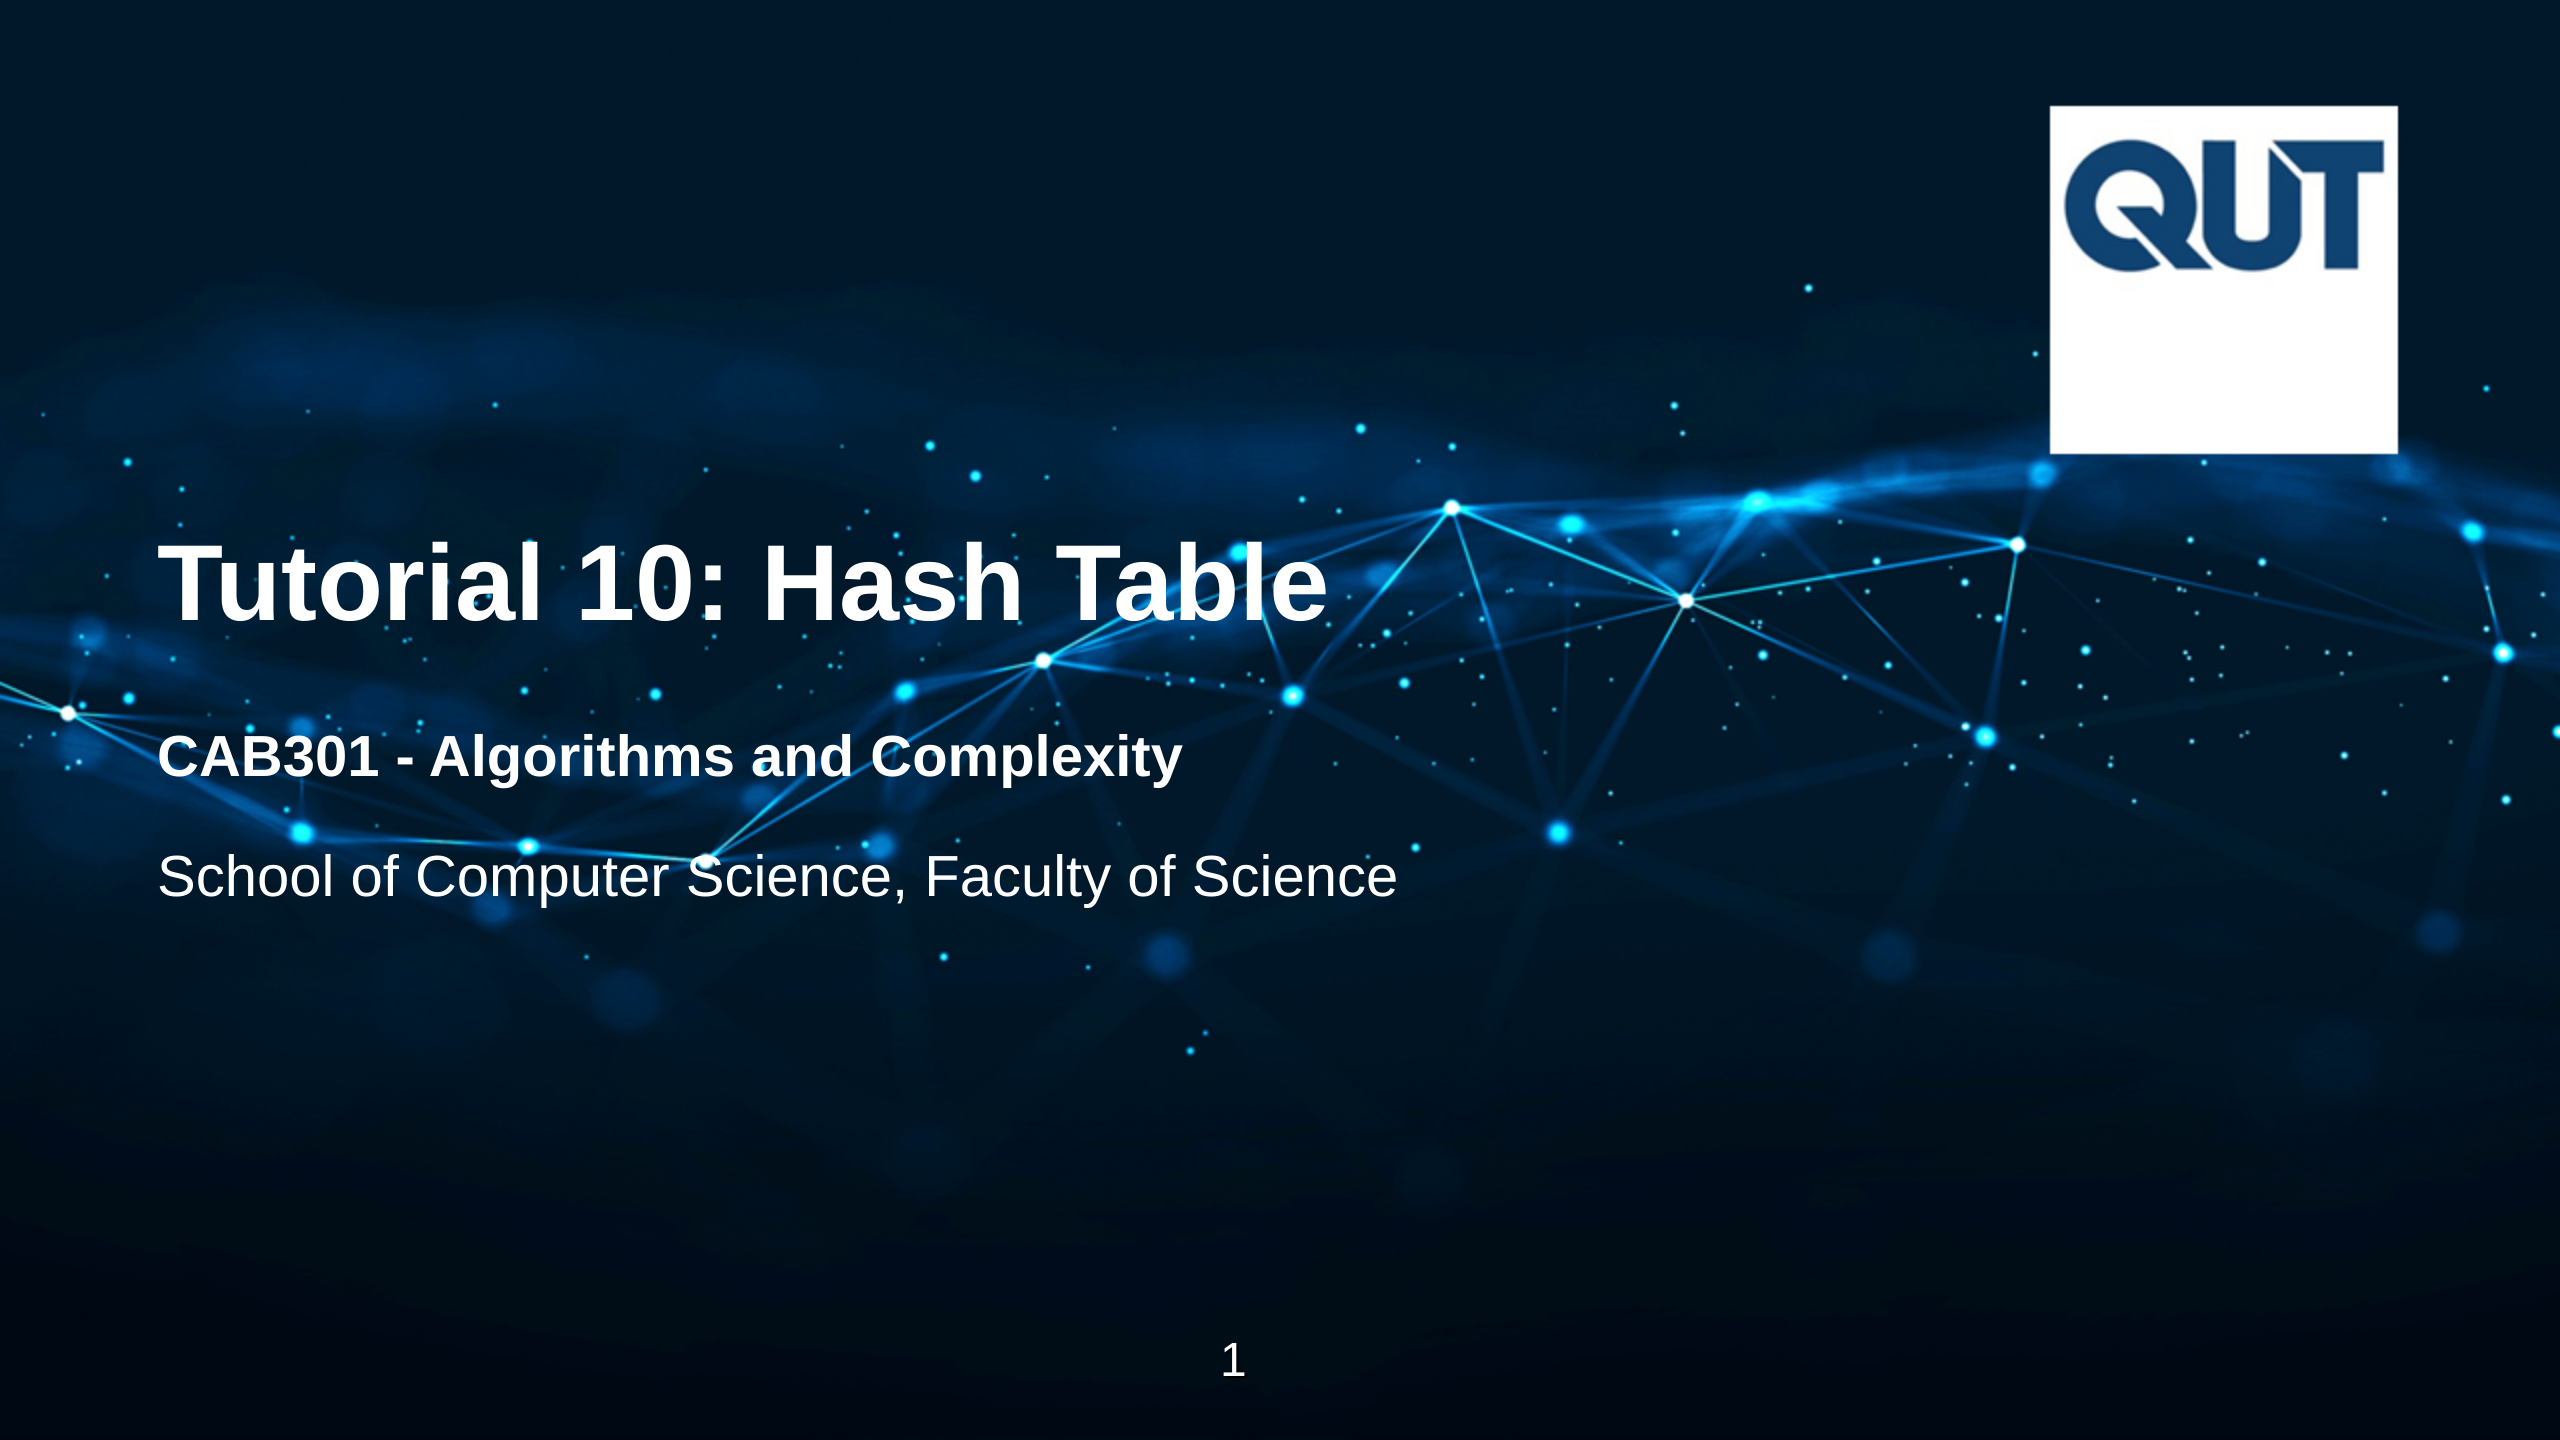 QUT
Tutorial 10: Hash Table
CAB301 - Algorithms and Complexity
School of Computer Science, Faculty of Science
1